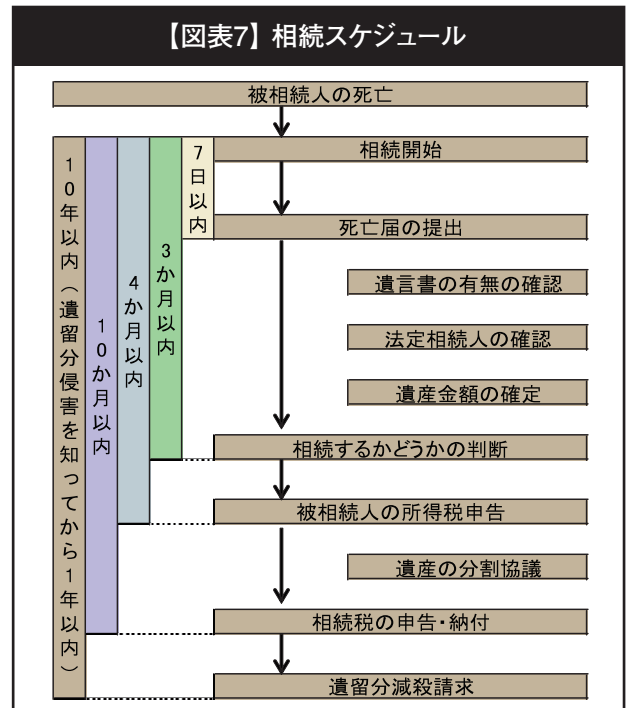 【図表7】相続スケジュール
被相続人の死亡
10年以内（遺留分侵害を知ってから1年以内）
10か月以内
4か月以内
3か月以内
7日以内
相続開始
死亡届の提出
遺言書の有無の確認
法定相続人の確認
遺産金額の確定
相続するかどうかの判断
被相続人の所得税申告
遺産の分割協議
相続税の申告・納付
遺留分減殺請求